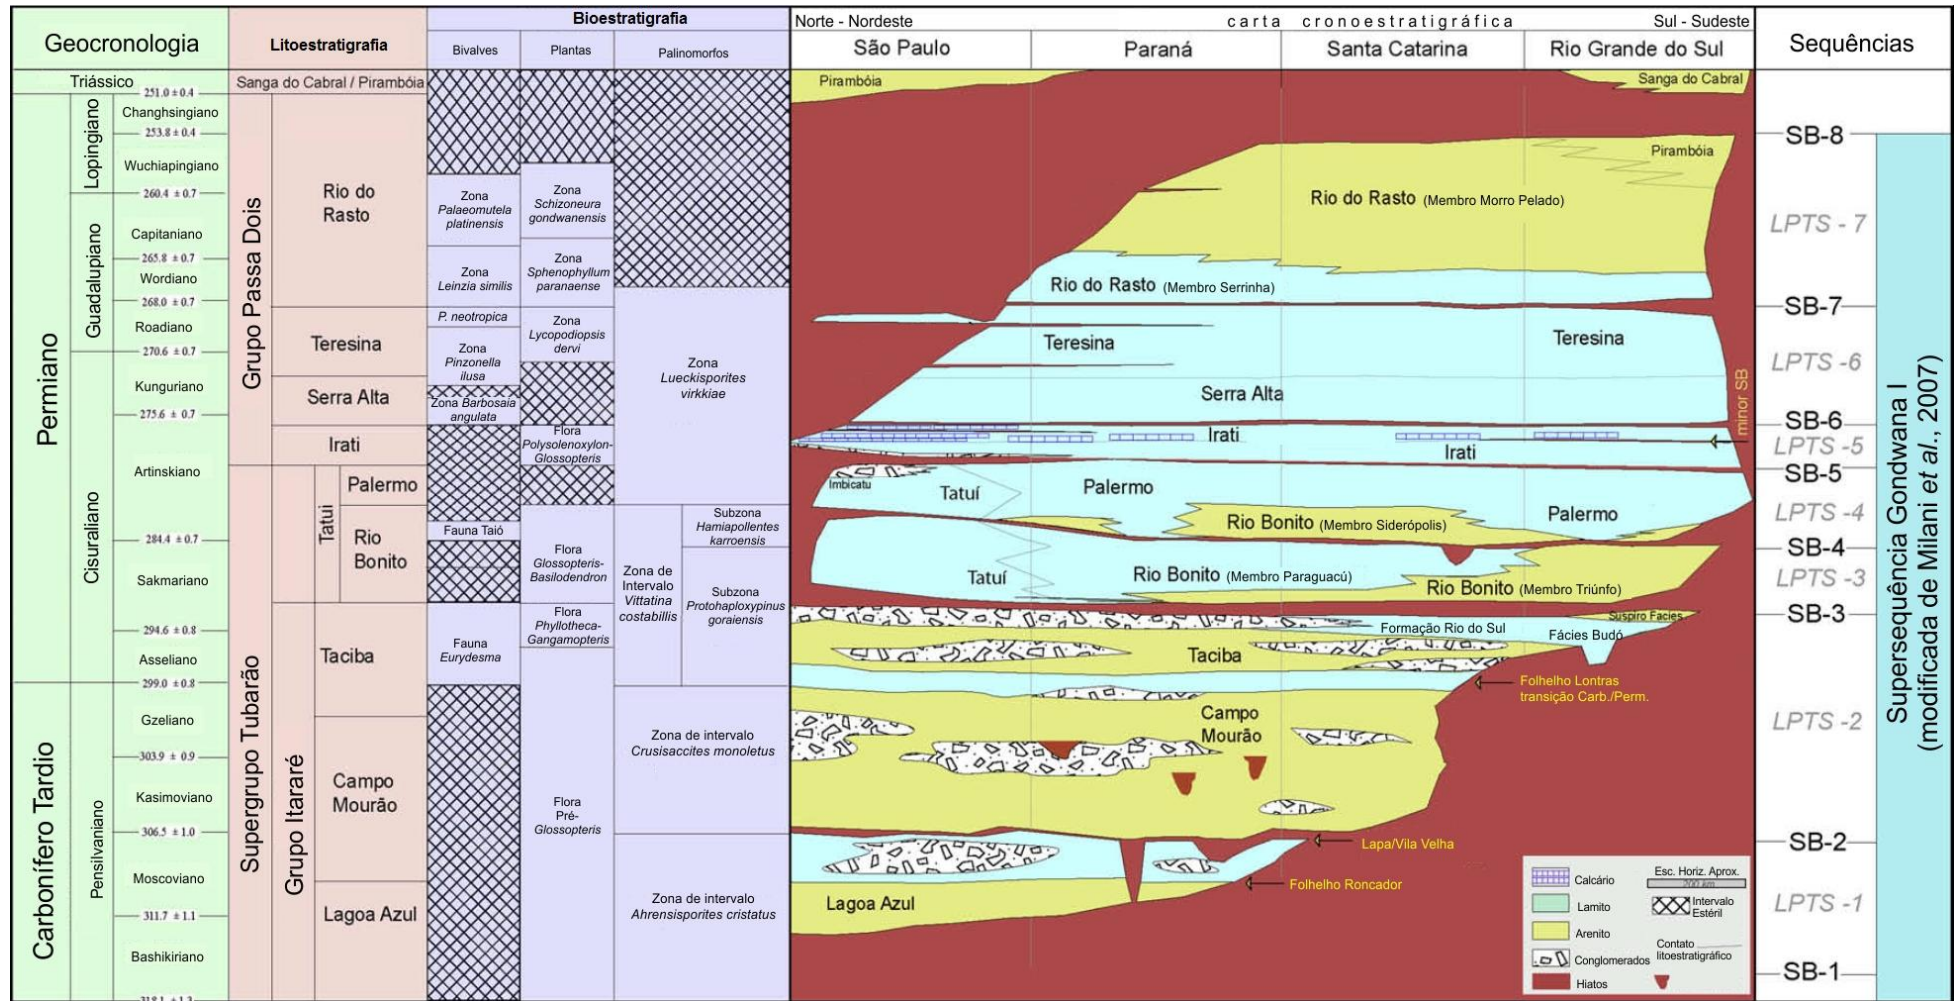 Geocronologia
Litoestratigrafia
Bioestratigrafia
Bivalves
Plantas
Palinomorfos
Norte - Nordeste
carta cronoestratigráfica
Sul - Sudeste
São Paulo
Paraná
Santa Catarina
Rio Grande do Sul
Sequências
Triássico
251.0 ± 0.4
Permiano
Lopingiano
Changhsingiano
253.8 ± 0.4
Wuchiapingiano
260.4 ± 0.7
Guadalupiano
Capitaniano
265.8 ± 0.7
Wordiano
268.0 ± 0.7
Roadiano
270.6 ± 0.7
Cisuraliano
Kunguriano
275.6 ± 0.7
Artinskiano
284.4 ± 0.7
Sakmariano
294.6 ± 0.8
Asseliano
299.0 ± 0.8
Carbonífero Tardio
Pensilvaniano
Gzeliano
303.9 ± 0.9
Kasimoviano
306.5 ± 1.0
Moscoviano
311.7 ± 1.1
Bashikiriano
318.1 ± 1.3
Sanga do Cabral / Pirambóia
Grupo Passa Dois
Rio do
Rasto
Teresina
Serra Alta
Irati
Supergrupo Tubarão
Tatui
Palermo
Rio
Bonito
Grupo Itararé
Taciba
Campo
Mourão
Lagoa Azul
Zona
Palaeomutela
platinensis
Zona
Leinzia similis
P. neotropica
Zona
Pinzonella
ilusa
Zona Barbosaia
angulata
Fauna Taió
Fauna
Eurydesma
Zona
Schizoneura
gondwanensis
Zona
Sphenophyllum
paranaense
Zona
Lycopodiopsis
dervi
Flora
Polysolenoxylon-
Glossopteris
Flora
Glossopteris-
Basilodendron
Flora
Phyllotheca-
Gangamopteris
Flora
Pré-
Glossopteris
Zona
Lueckisporites
virkkiae
Zona de
Intervalo
Vittatina
costabillis
Subzona
Hamiapollentes
karroensis
Subzona
Protohaploxypinus
goraiensis
Zona de intervalo
Crusisaccites monoletus
Zona de intervalo
Ahrensisporites cristatus
Pirambóia
Sanga do Cabral
Pirambóia
Rio do Rasto (Membro Morro Pelado)
Rio do Rasto (Membro Serrinha)
Teresina
Teresina
Serra Alta
minor SB
Irati
Irati
Imbicatu
Tatuí
Palermo
Rio Bonito (Membro Siderópolis)
Palermo
Tatuí
Rio Bonito (Membro Paraguacú)
Rio Bonito (Membro Triúnfo)
Suspiro Facies
Formação Rio do Sul
Fácies Budó
Taciba
Folhelho Lontras
transição Carb./Perm.
Campo
Mourão
Lapa/Vila Velha
Folhelho Roncador
Lagoa Azul
Calcário
Lamito
Arenito
Conglomerados
Hiatos
Esc. Horiz. Aprox.
200 km
Intervalo
Estéril
Contato
litoestratigráfico
SB-8
LPTS - 7
SB-7
LPTS -6
SB-6
LPTS -5
SB-5
LPTS -4
SB-4
LPTS -3
SB-3
LPTS -2
SB-2
LPTS -1
SB-1
Supersequência Gondwana I
(modificada de Milani et al., 2007)